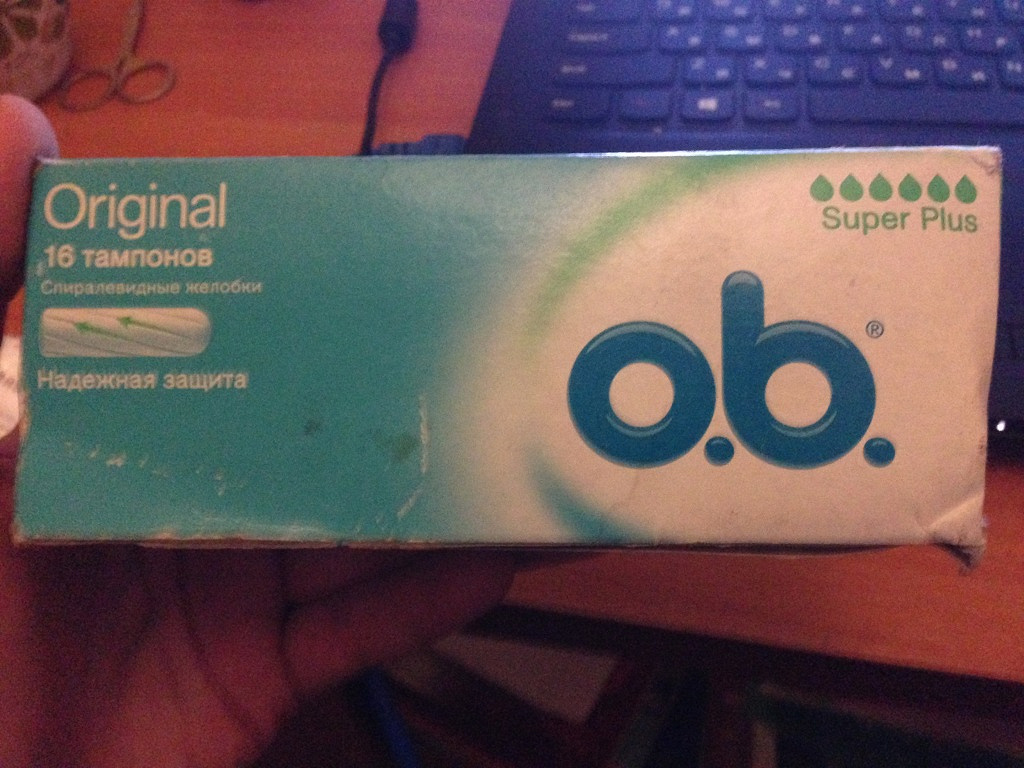 Original
16 тампонов
Спиралевидные желобки
Надежная защита
Super Plus
o.b.®